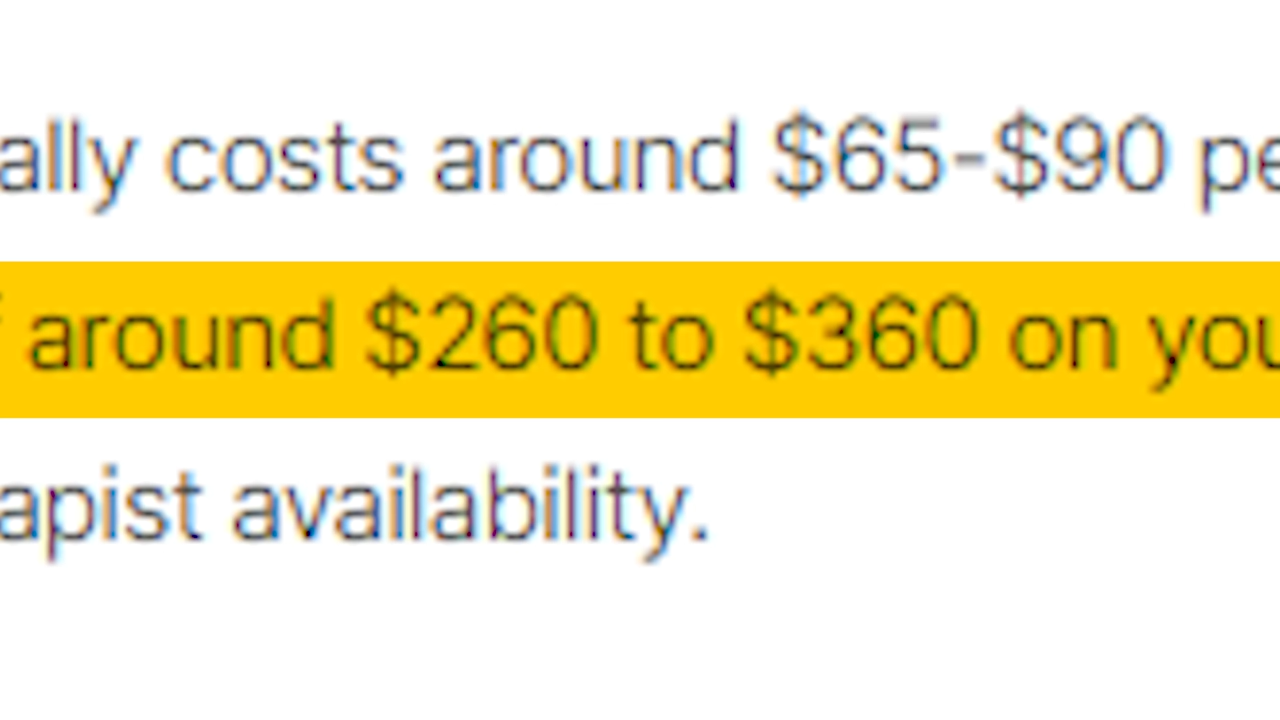 ally costs around $65-$90 pe
around $260 to $360 on you
apist availability.